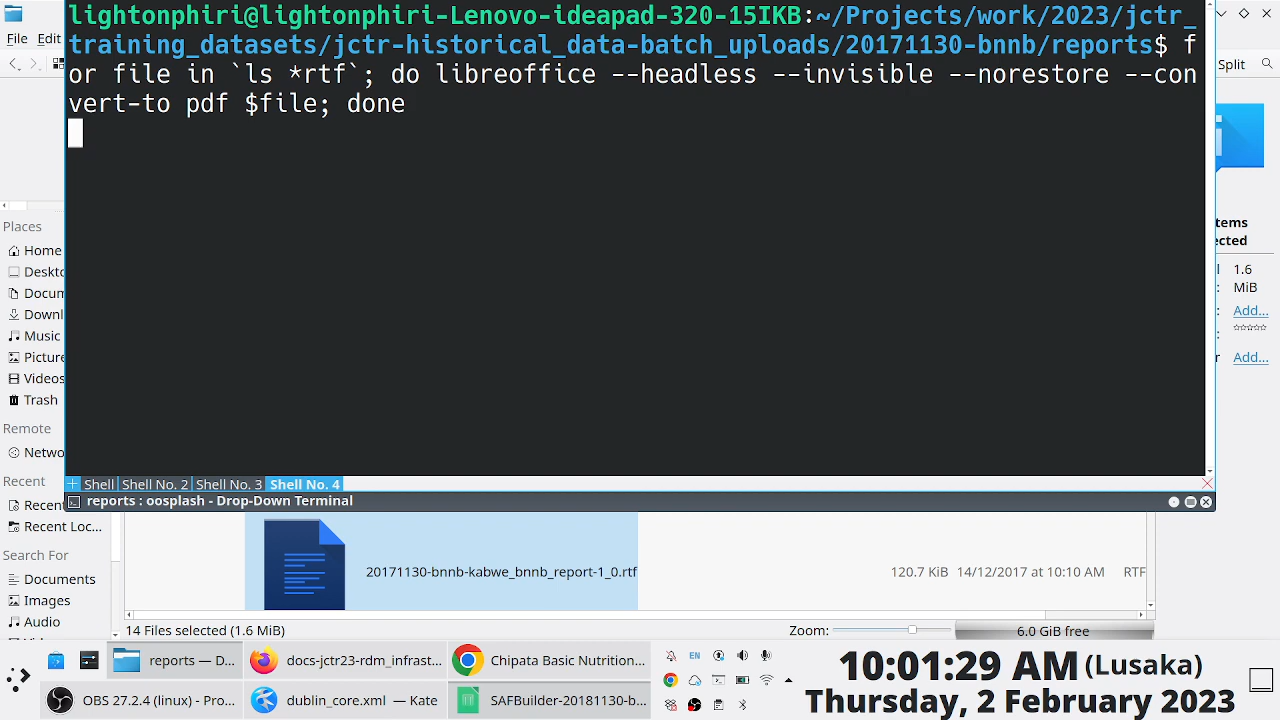 lightonphiri@lightonphiri-Lenovo-ideapad-320-15IKB:~/Projects/work/2023/jctr_
training_datasets/jctr-historical_data-batch_uploads/20171130-bnnb/reports$ f
or file in `ls *rtf`; do libreoffice --headless --invisible --norestore --con
vert-to pdf $file; done
File Edit
Split
Places
Home
Deskto
Docum
Downl
Music
Picture
Videos
Trash
Remote
Netwo
Recent
Recent
Recent Loc...
Search For
Documents
Images
Audio
tems
ected
1.6
MiB
Add...
Add...
Shell Shell No. 2 Shell No. 3 Shell No. 4
reports : oosplash - Drop-Down Terminal
20171130-bnnb-kabwe_bnnb_report-1_0.rtf 120.7 KiB 14/12/2017 at 10:10 AM RTF
14 Files selected (1.6 MiB) Zoom: 6.0 GiB free
reports — D... docs-jctr23-rdm_infrast... Chipata Basic Nutrition...
OBS 27.2.4 (linux) - Pro... dublin_core.xml — Kate SAFBuilder-20181130-b...
EN
10:01:29 AM (Lusaka)
Thursday, 2 February 2023